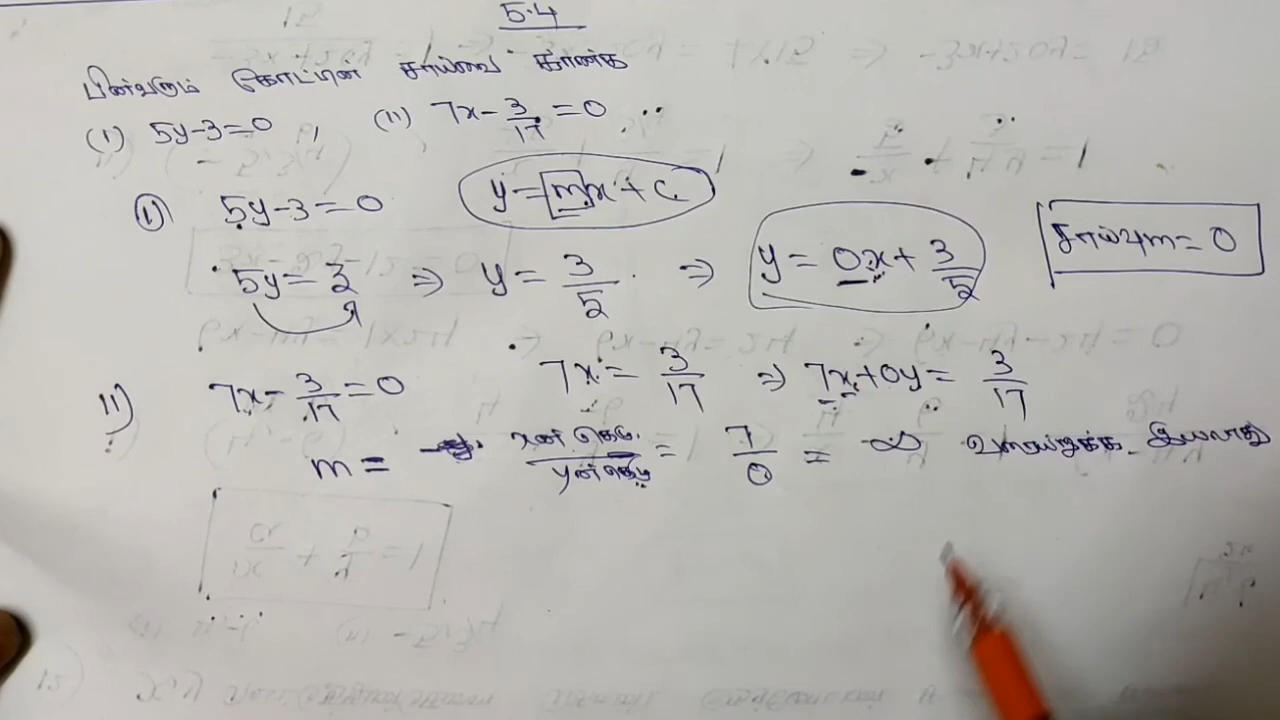 5.4
பின்வரும் கோட்டின் சாய்வு காண்க
(i) 5y-3=0 , (ii) 7x-3/17=0
(i) 5y-3=0 y=mx+c
5y=3 ⇒ y=3/5 ⇒ y=0x+3/5 சாய்வு m=0
ii) 7x-3/17=0 7x=3/17 ⇒ 7x+0y=3/17
m = - xன் கெழு/yன் கெழு = 7/0 = ∞ வரையறுக்க இயலாது